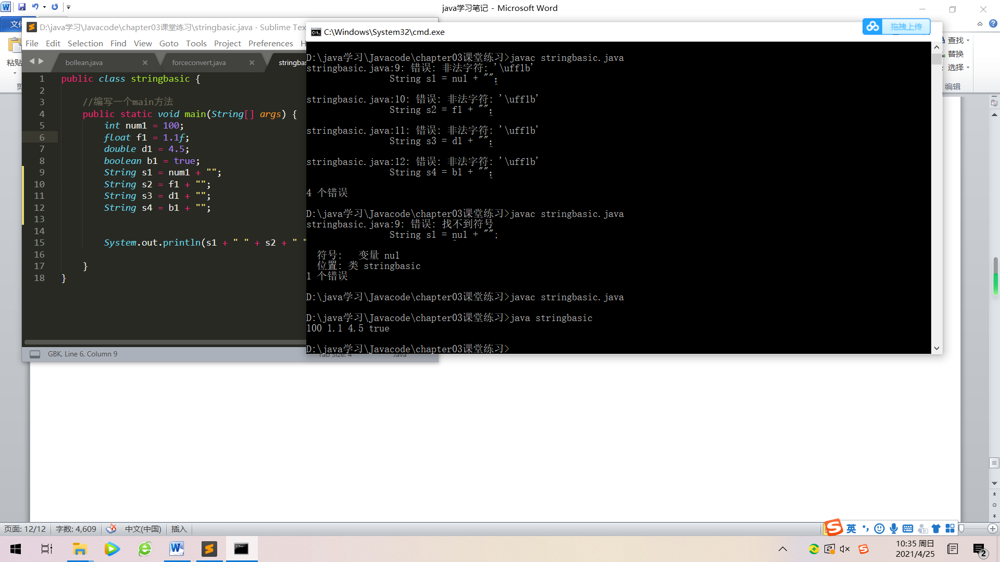 java学习笔记 - Microsoft Word
D:\java学习\Javacode\chapter03课堂练习\stringbasic.java - Sublime Tex
File Edit Selection Find View Goto Tools Project Preferences H
bollean.java × forceconvert.java × stringbas
1 public class stringbasic {
2
3 //编写一个main方法
4 public static void main(String[] args) {
5 int num1 = 100;
6 float f1 = 1.1f;
7 double d1 = 4.5;
8 boolean b1 = true;
9 String s1 = num1 + "";
10 String s2 = f1 + "";
11 String s3 = d1 + "";
12 String s4 = b1 + "";
13
14
15 System.out.println(s1 + " " + s2 + " "
16
17 }
18 }
GBK, Line 6, Column 9
Tab Size: 4 Java
文
粘贴
剪
C:\Windows\System32\cmd.exe
拖拽上传
D:\java学习\Javacode\chapter03课堂练习>javac stringbasic.java
stringbasic.java:9: 错误: 非法字符: '\uff1b'
String s1 = nu1 + "";
^
stringbasic.java:10: 错误: 非法字符: '\uff1b'
String s2 = f1 + "";
^
stringbasic.java:11: 错误: 非法字符: '\uff1b'
String s3 = d1 + "";
^
stringbasic.java:12: 错误: 非法字符: '\uff1b'
String s4 = b1 + "";
^
4 个错误
D:\java学习\Javacode\chapter03课堂练习>javac stringbasic.java
stringbasic.java:9: 错误: 找不到符号
String s1 = nu1 + "";
^
符号: 变量 nu1
位置: 类 stringbasic
1 个错误
D:\java学习\Javacode\chapter03课堂练习>javac stringbasic.java
D:\java学习\Javacode\chapter03课堂练习>java stringbasic
100 1.1 4.5 true
D:\java学习\Javacode\chapter03课堂练习>
查找
替换
选择
编辑
页面: 12/12 字数: 4,609 中文(中国) 插入
英
10:35 周日
2021/4/25
2